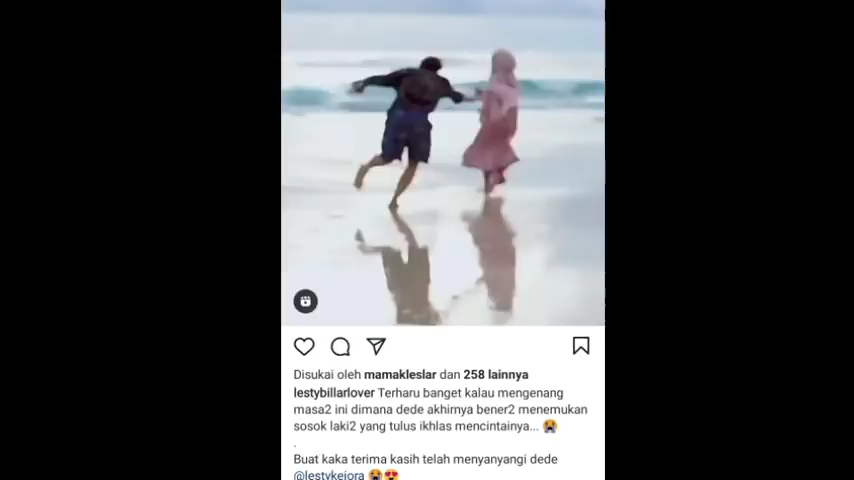 Disukai oleh mamakleslar dan 258 lainnya
lestybillarlover Terharu banget kalau mengenang
masa2 ini dimana dede akhirnya bener2 menemukan
sosok laki2 yang tulus ikhlas mencintainya... 😭
.
Buat kaka terima kasih telah menyanyangi dede
@lestykejora 😭😍